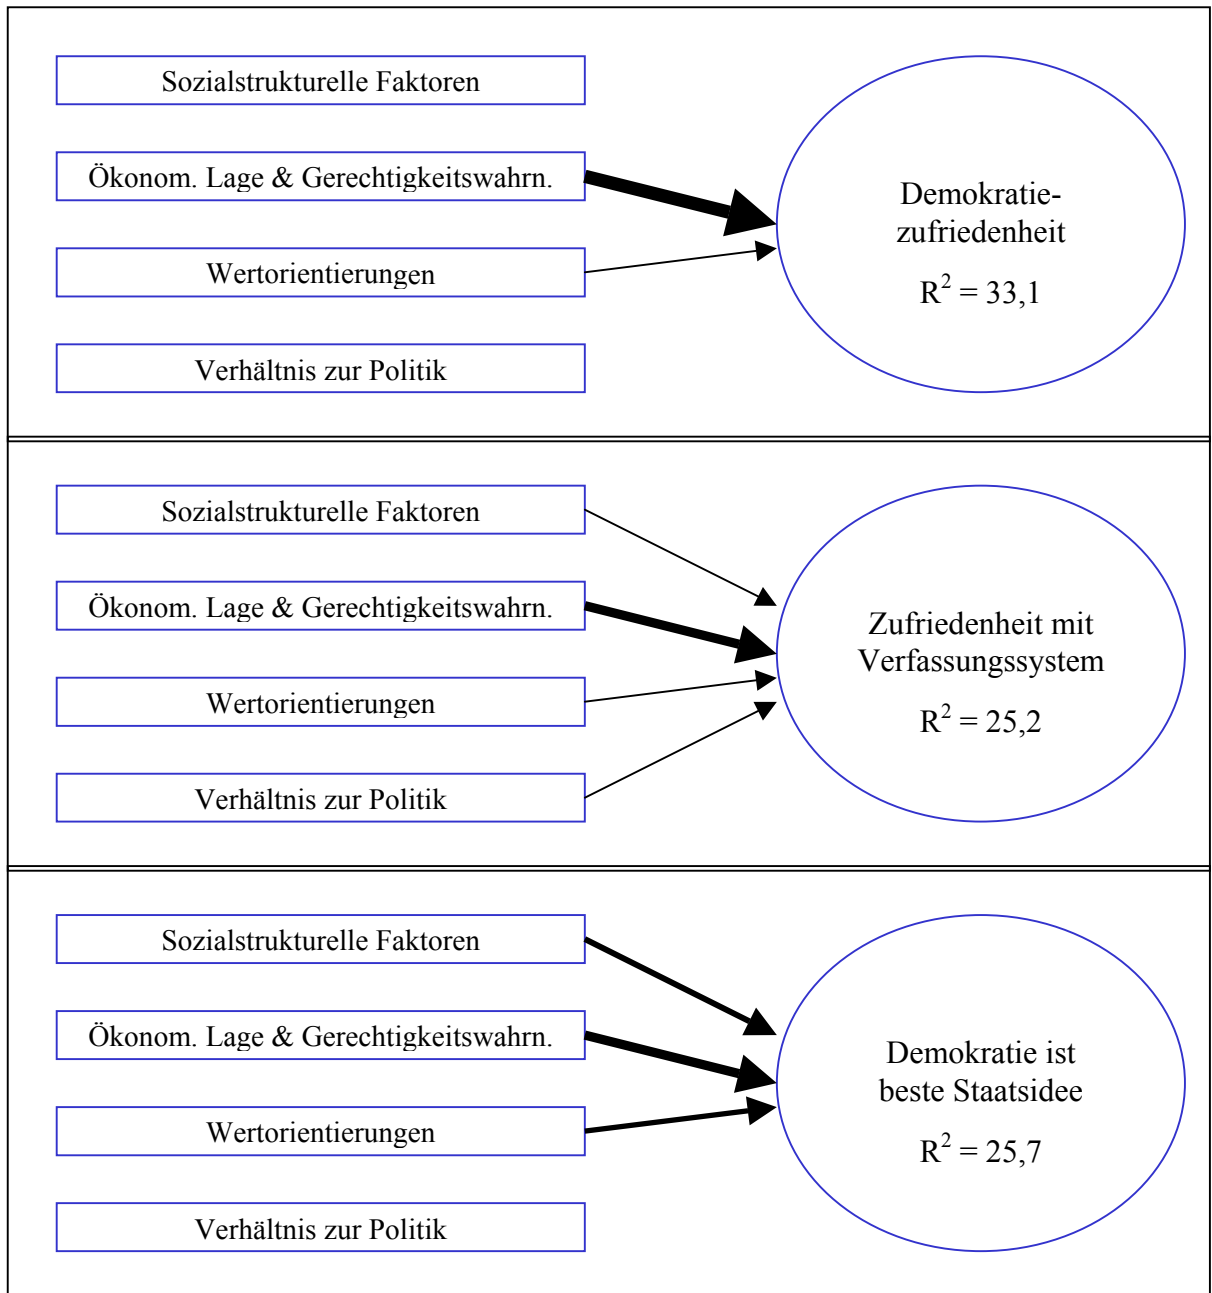 Sozialstrukturelle Faktoren
Ökonom. Lage & Gerechtigkeitswahrn.
Wertorientierungen
Verhältnis zur Politik
Demokratie-
zufriedenheit
R² = 33,1
Sozialstrukturelle Faktoren
Ökonom. Lage & Gerechtigkeitswahrn.
Wertorientierungen
Verhältnis zur Politik
Zufriedenheit mit
Verfassungssystem
R² = 25,2
Sozialstrukturelle Faktoren
Ökonom. Lage & Gerechtigkeitswahrn.
Wertorientierungen
Verhältnis zur Politik
Demokratie ist
beste Staatsidee
R² = 25,7